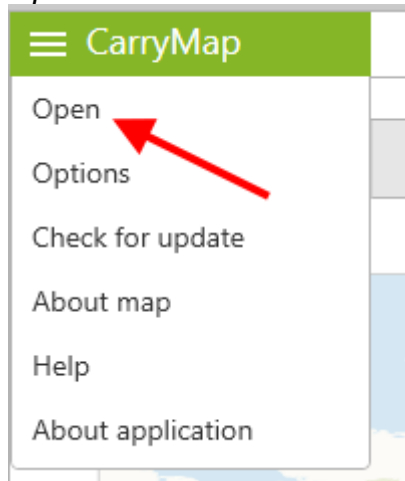 CarryMap
Open
Options
Check for update
About map
Help
About application